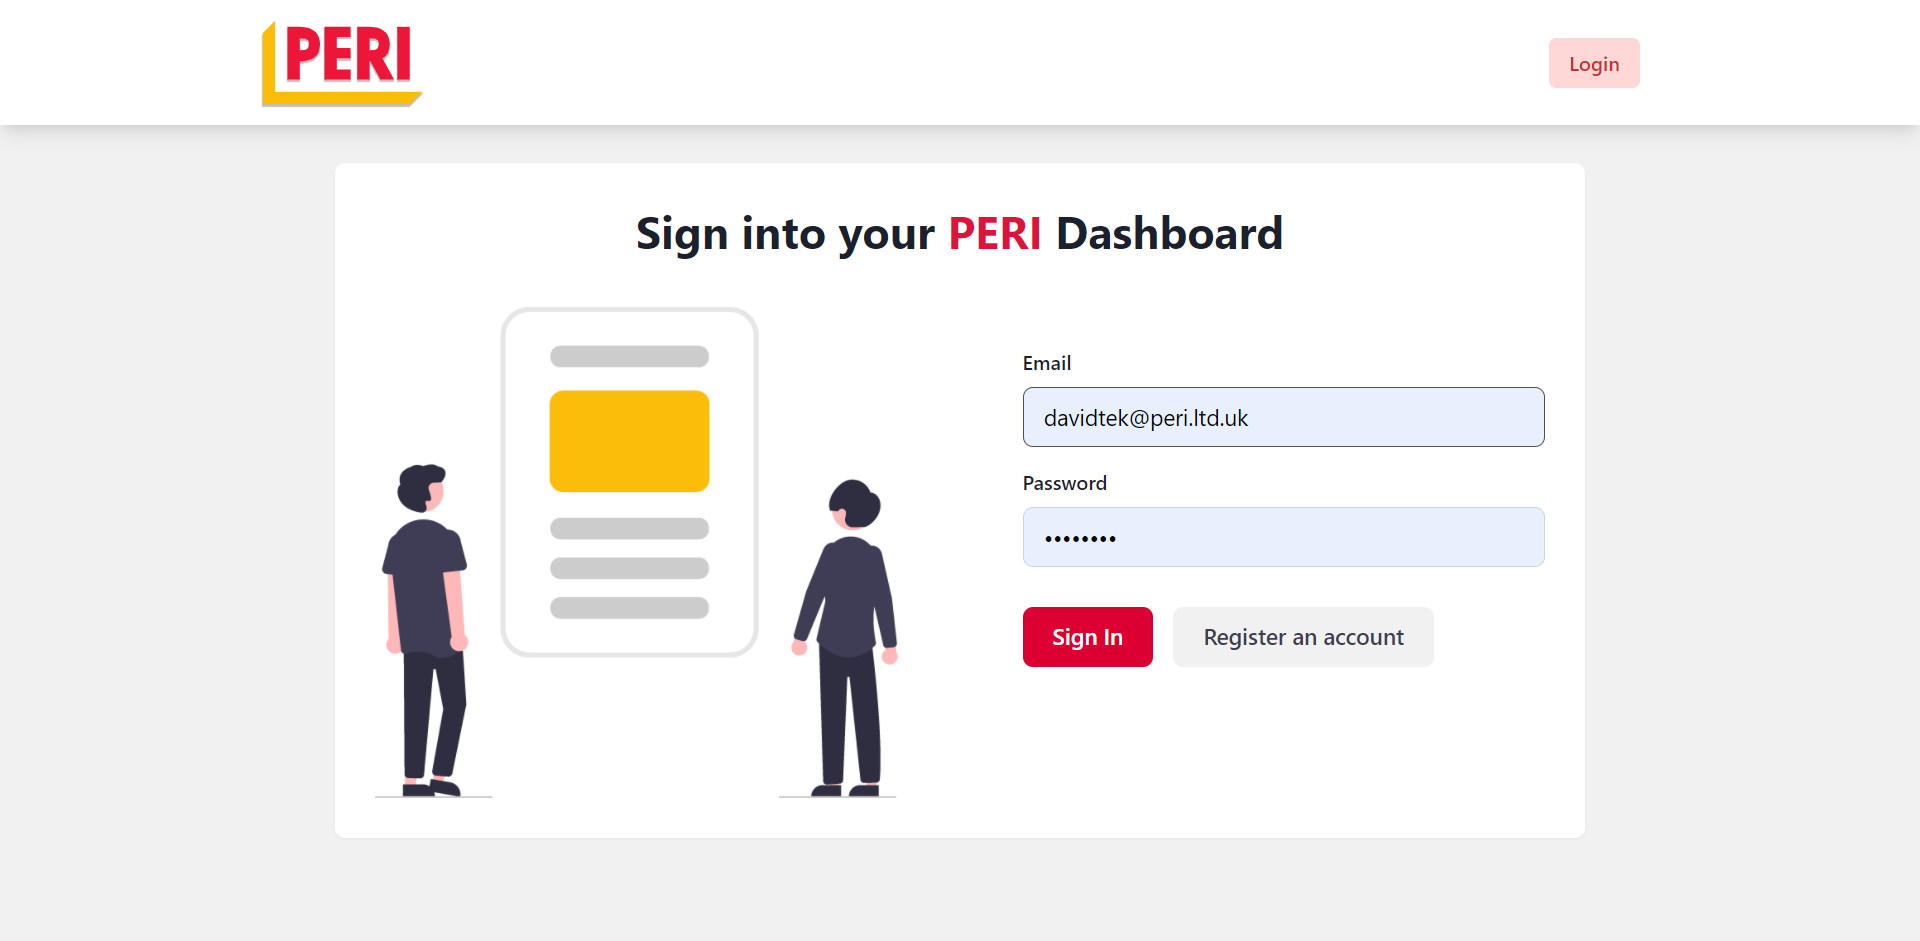 PERI
Login
Sign into your PERI Dashboard
Email
davidtek@peri.ltd.uk
Password
••••••••
Sign In
Register an account